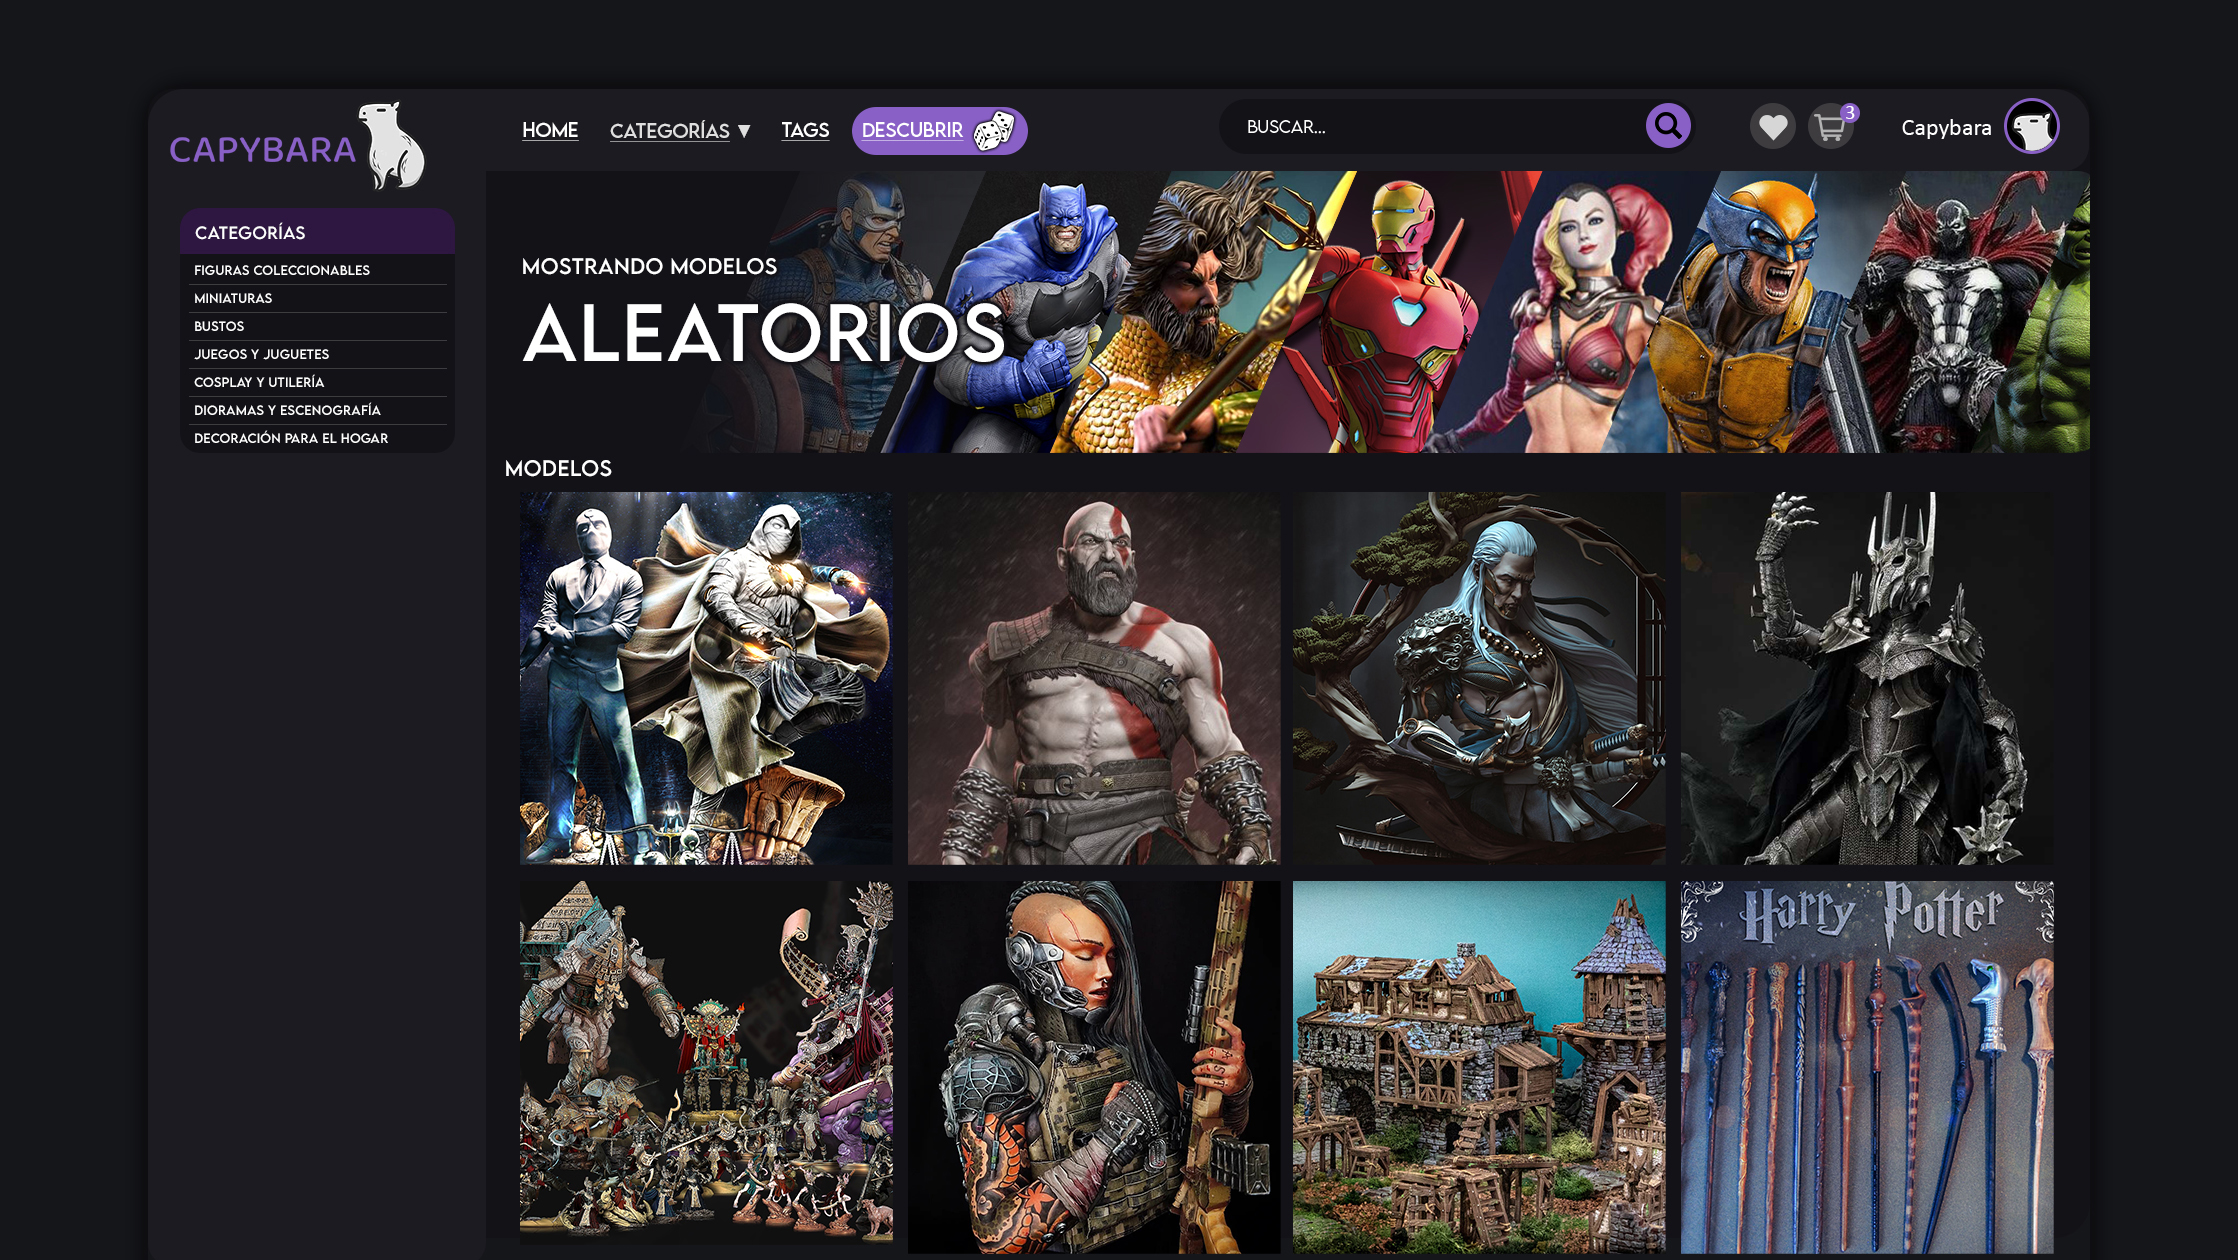 CAPYBARA
HOME
CATEGORÍAS ▼
TAGS
DESCUBRIR
BUSCAR...
3
Capybara
CATEGORÍAS
FIGURAS COLECCIONABLES
MINIATURAS
BUSTOS
JUEGOS Y JUGUETES
COSPLAY Y UTILERÍA
DIORAMAS Y ESCENOGRAFÍA
DECORACIÓN PARA EL HOGAR
MOSTRANDO MODELOS
ALEATORIOS
MODELOS
Harry Potter